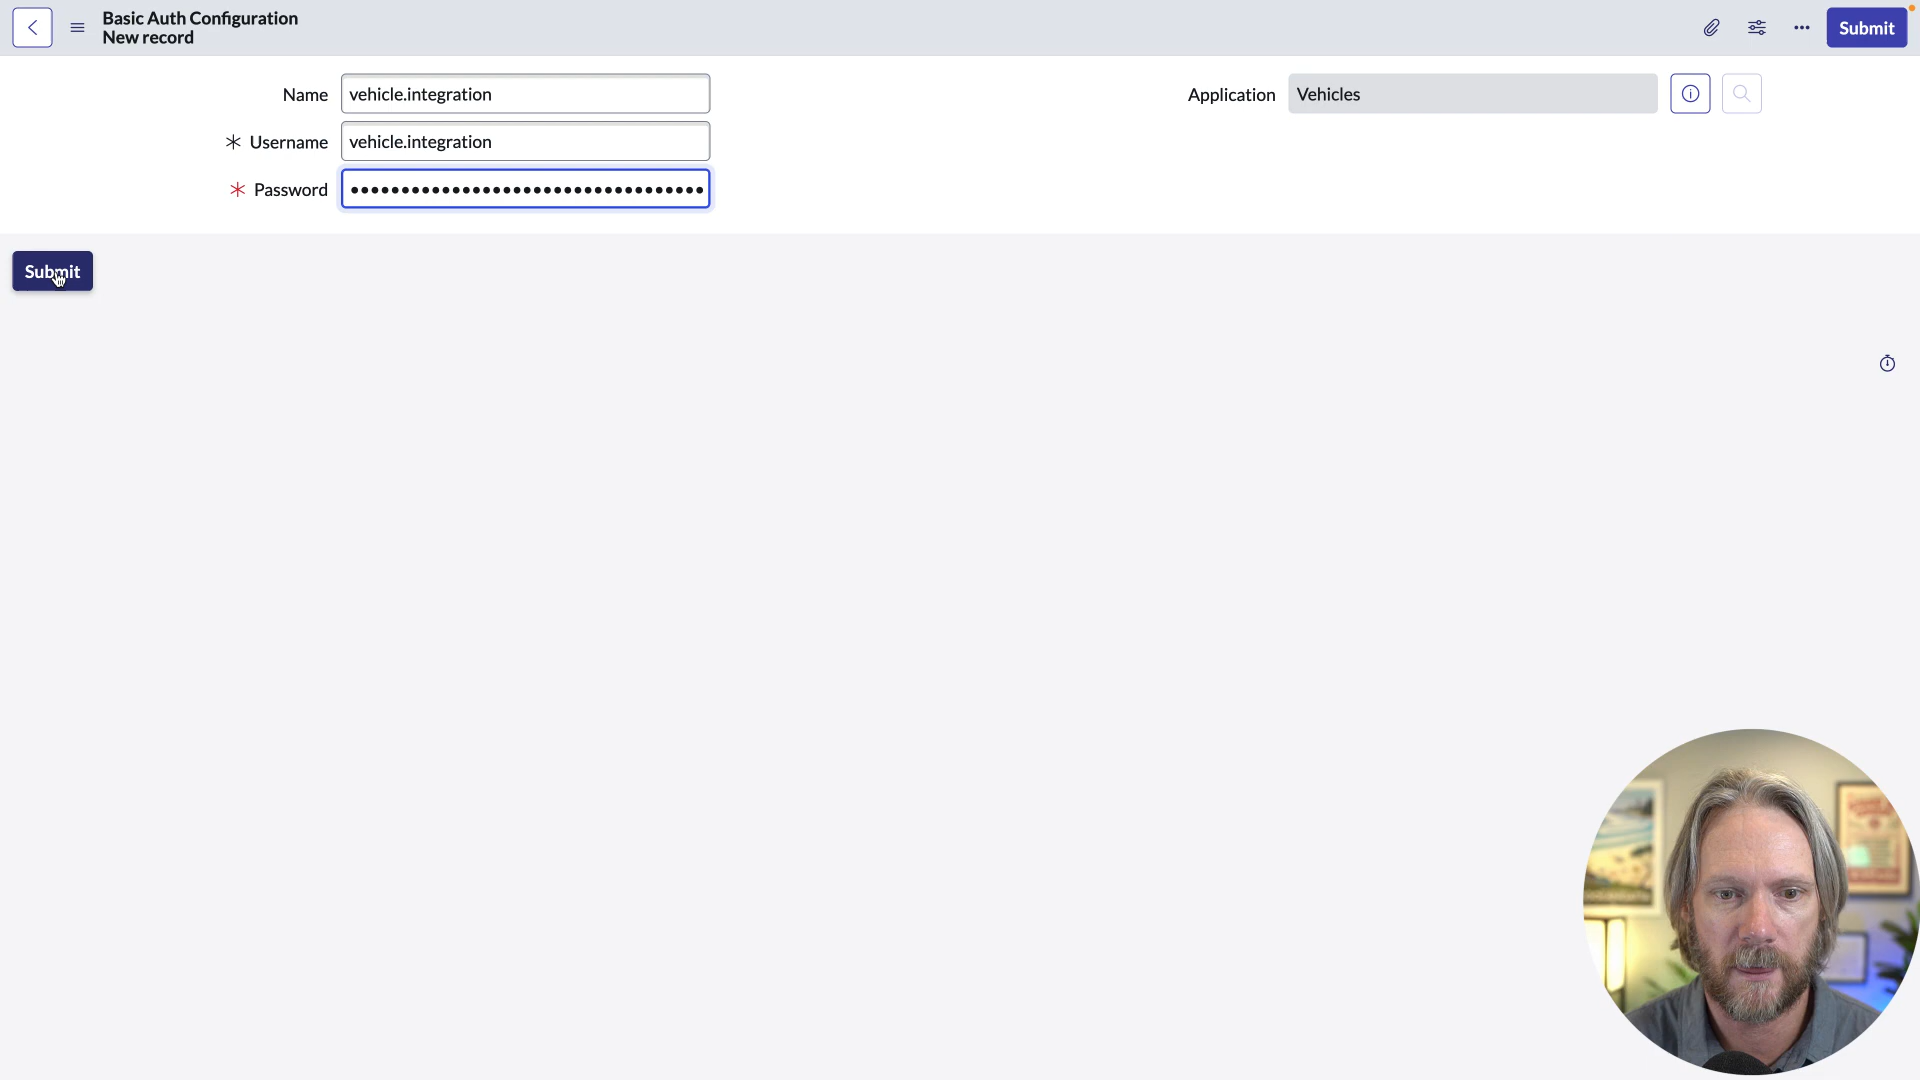 Basic Auth Configuration
New record
Submit
Name
vehicle.integration
Application
Vehicles
Username
vehicle.integration
Password
••••••••••••••••••••••••••••••••••••
Submit